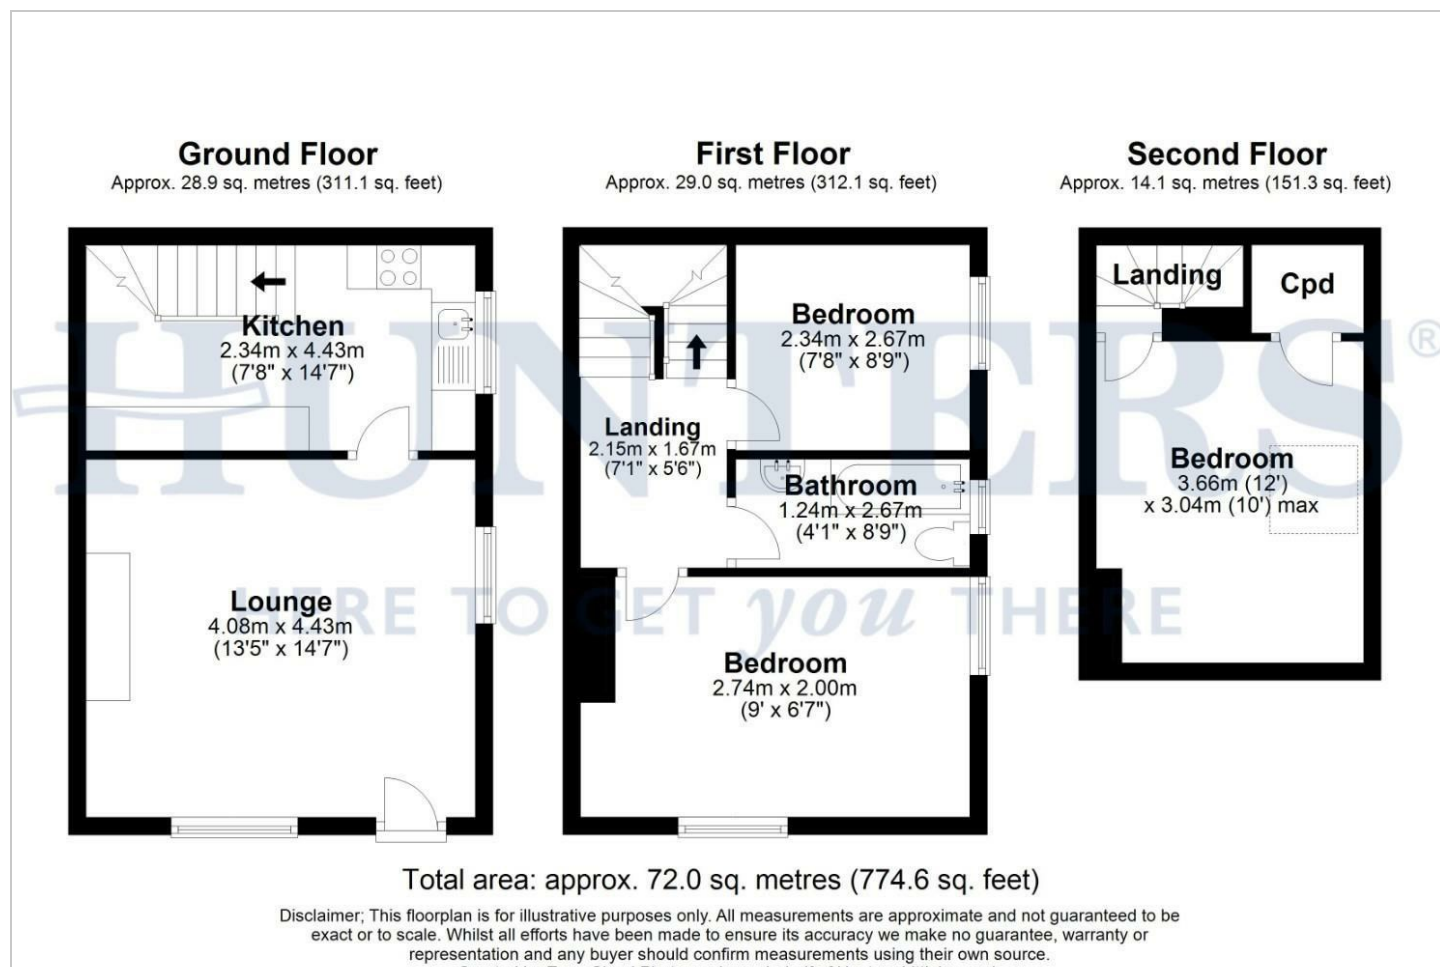 Ground Floor
Approx. 28.9 sq. metres (311.1 sq. feet)
Kitchen
2.34m x 4.43m
(7'8" x 14'7")
Lounge
4.08m x 4.43m
(13'5" x 14'7")
First Floor
Approx. 29.0 sq. metres (312.1 sq. feet)
Bedroom
2.34m x 2.67m
(7'8" x 8'9")
Landing
2.15m x 1.67m
(7'1" x 5'6")
Bathroom
1.24m x 2.67m
(4'1" x 8'9")
Bedroom
2.74m x 2.00m
(9' x 6'7")
Second Floor
Approx. 14.1 sq. metres (151.3 sq. feet)
Landing
Cpd
Bedroom
3.66m (12')
x 3.04m (10') max
HUNTERS®
HERE TO GET you THERE
Total area: approx. 72.0 sq. metres (774.6 sq. feet)
Disclaimer; This floorplan is for illustrative purposes only. All measurements are approximate and not guaranteed to be
exact or to scale. Whilst all efforts have been made to ensure its accuracy we make no guarantee, warranty or
representation and any buyer should confirm measurements using their own source.